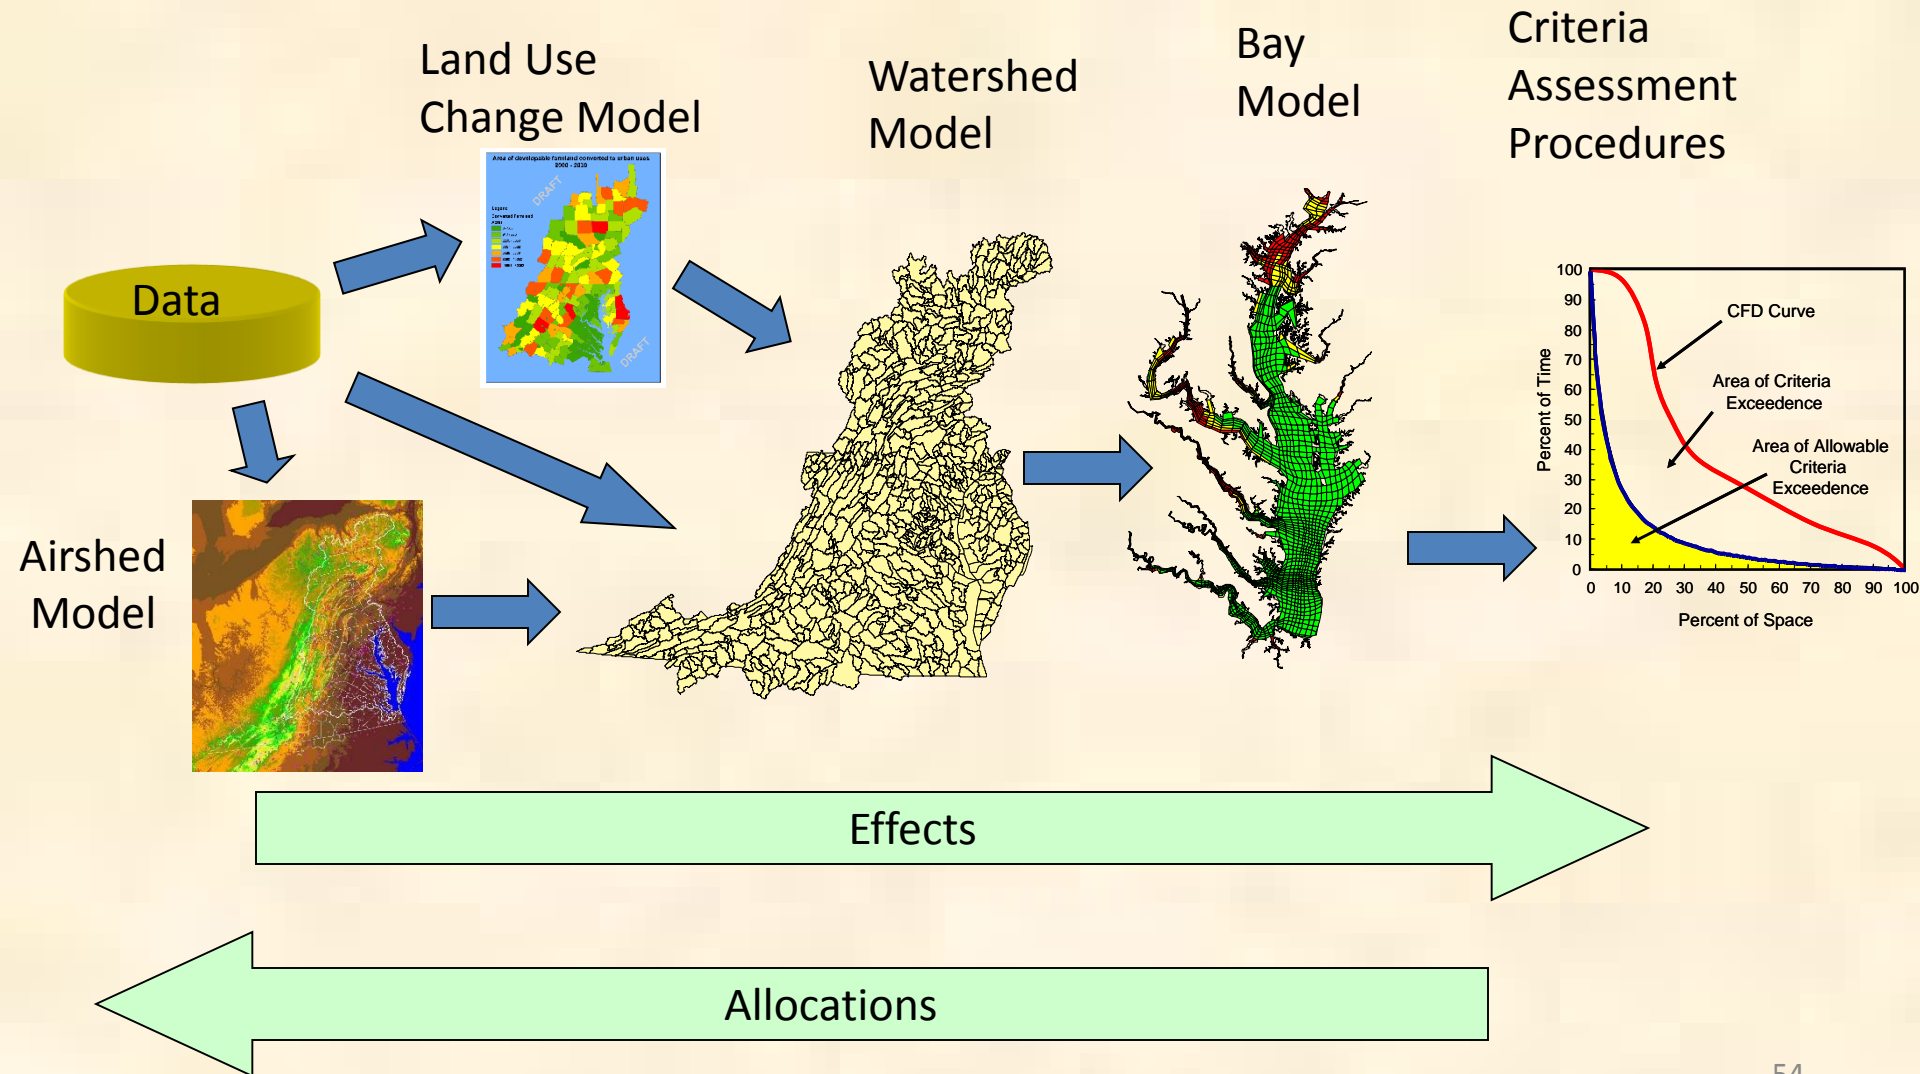 Land Use
Change Model
Watershed
Model
Bay
Model
Criteria
Assessment
Procedures
Data
Area of developable farmland converted to urban uses
2000 - 2030
DRAFT
DRAFT
Airshed
Model
100
90
80
70
60
50
40
30
20
10
0
Percent of Time
CFD Curve
Area of Criteria
Exceedence
Area of Allowable
Criteria
Exceedence
0 10 20 30 40 50 60 70 80 90 100
Percent of Space
Effects
Allocations
54